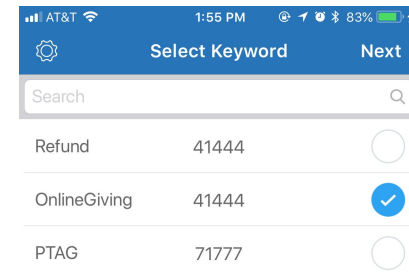 AT&T 1:55 PM 83%
Select Keyword Next
Search
Refund 41444
OnlineGiving 41444
PTAG 71777